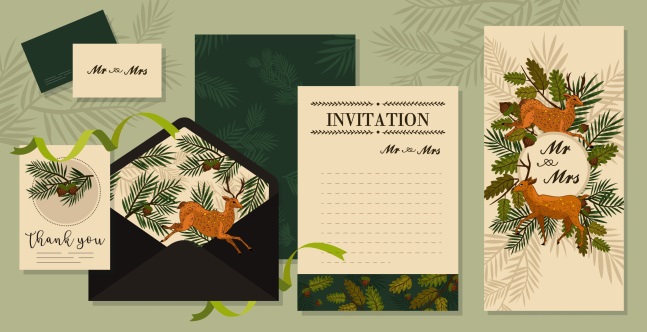 Mr Mrs
thank you
INVITATION
Mr Mrs
Mr
Mrs